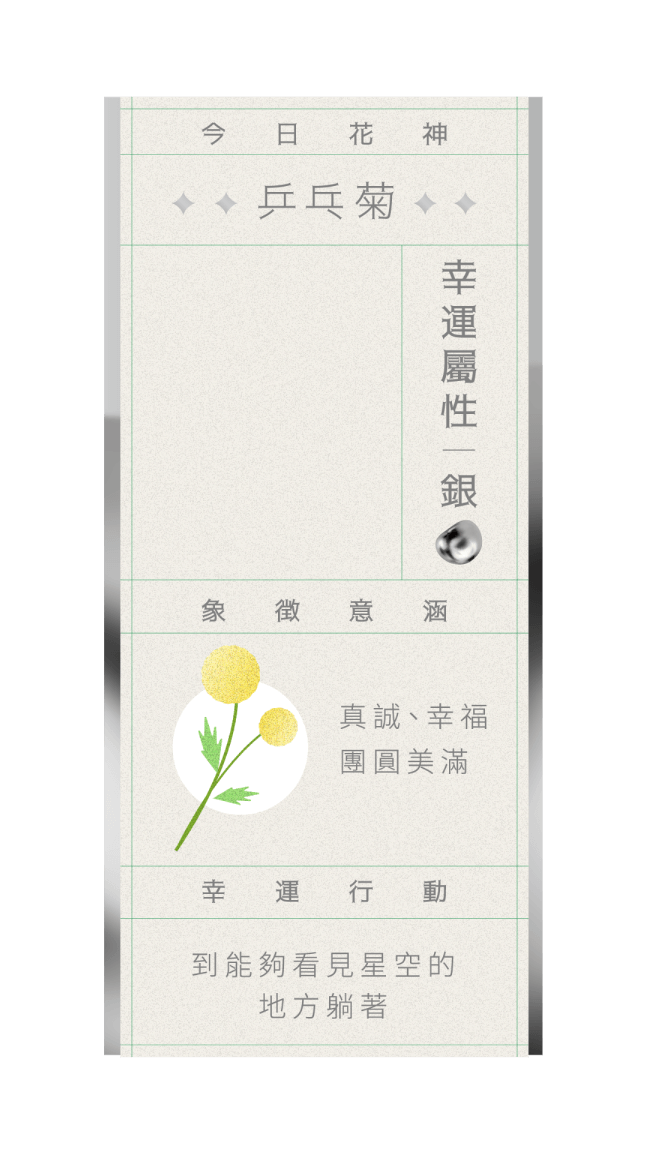 今日花神
乒乓菊
幸運屬性｜銀
象徵意涵
真誠、幸福
團圓美滿
幸運行動
到能夠看見星空的
地方躺著